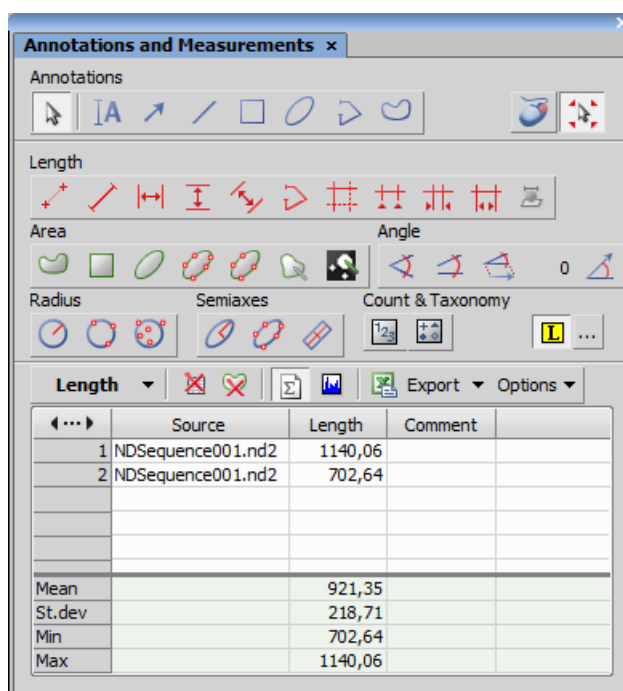 Annotations and Measurements ×
Annotations
A
Length
Area Angle
0
Radius Semiaxes Count & Taxonomy
123 L ...
Length Σ Export Options
Source Length Comment
1 NDSequence001.nd2 1140,06
2 NDSequence001.nd2 702,64
Mean 921,35
St.dev 218,71
Min 702,64
Max 1140,06